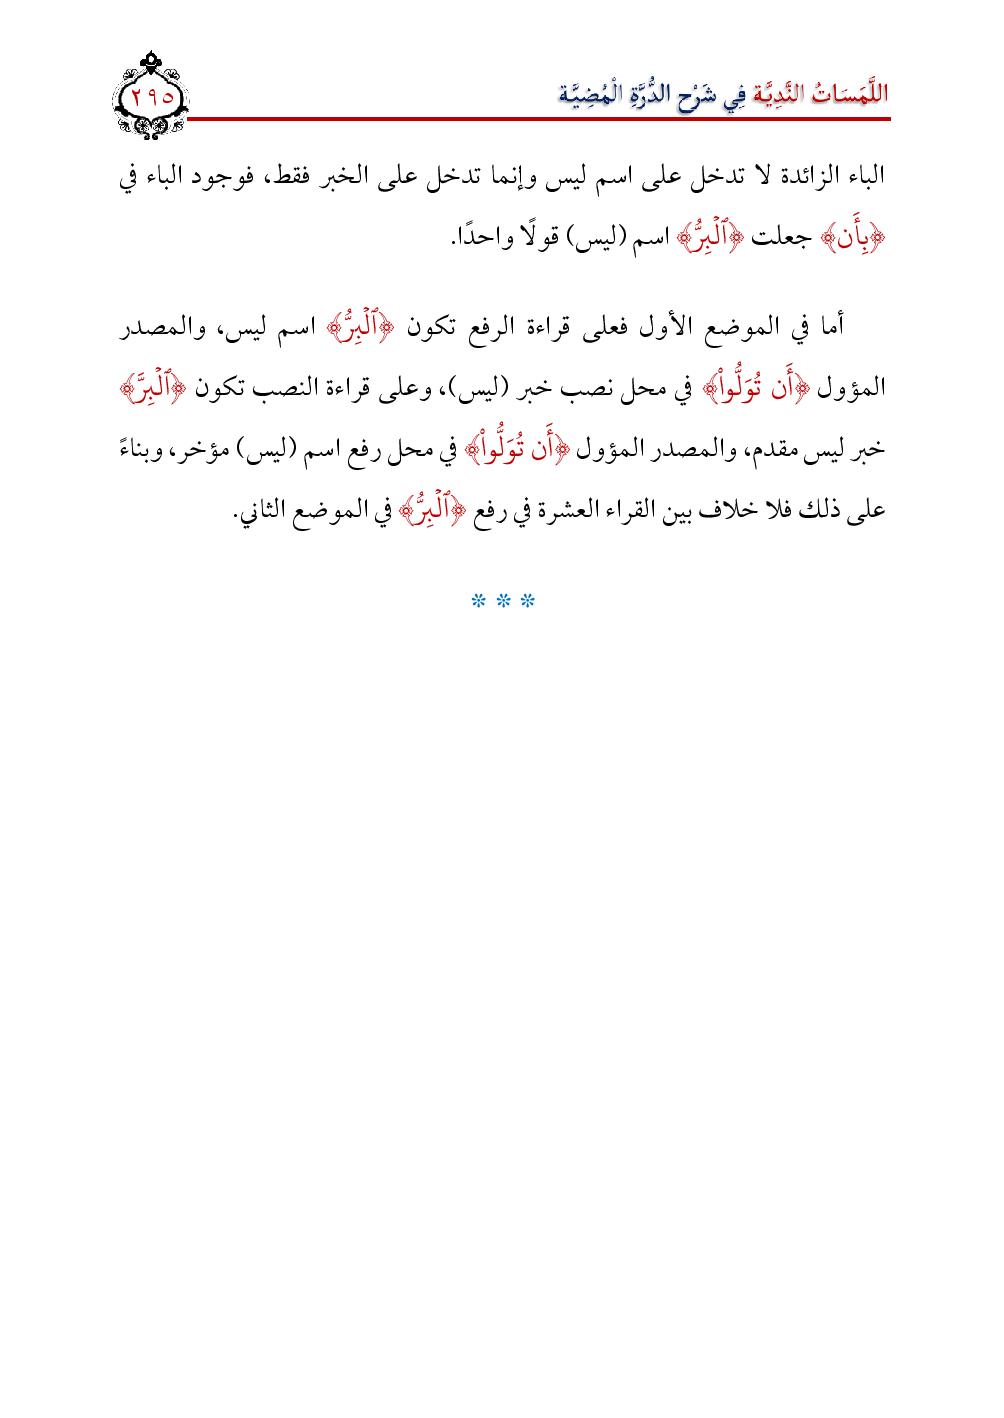 اللَّمَسَاتُ النَّدِيَّة فِي شَرْح الدُّرَّةِ الْمُضِيَّة
٢٩٥
الباء الزائدة لا تدخل على اسم ليس وإنما تدخل على الخبر فقط، فوجود الباء في
﴿بِأَن﴾ جعلت ﴿ٱلۡبِرُّ﴾ اسم (ليس) قولًا واحدًا.
أما في الموضع الأول فعلى قراءة الرفع تكون ﴿ٱلۡبِرُّ﴾ اسم ليس، والمصدر
المؤول ﴿أَن تُوَلُّواْ﴾ في محل نصب خبر (ليس)، وعلى قراءة النصب تكون ﴿ٱلۡبِرَّ﴾
خبر ليس مقدم، والمصدر المؤول ﴿أَن تُوَلُّواْ﴾ في محل رفع اسم (ليس) مؤخر، وبناءً
على ذلك فلا خلاف بين القراء العشرة في رفع ﴿ٱلۡبِرُّ﴾ في الموضع الثاني.
* * *